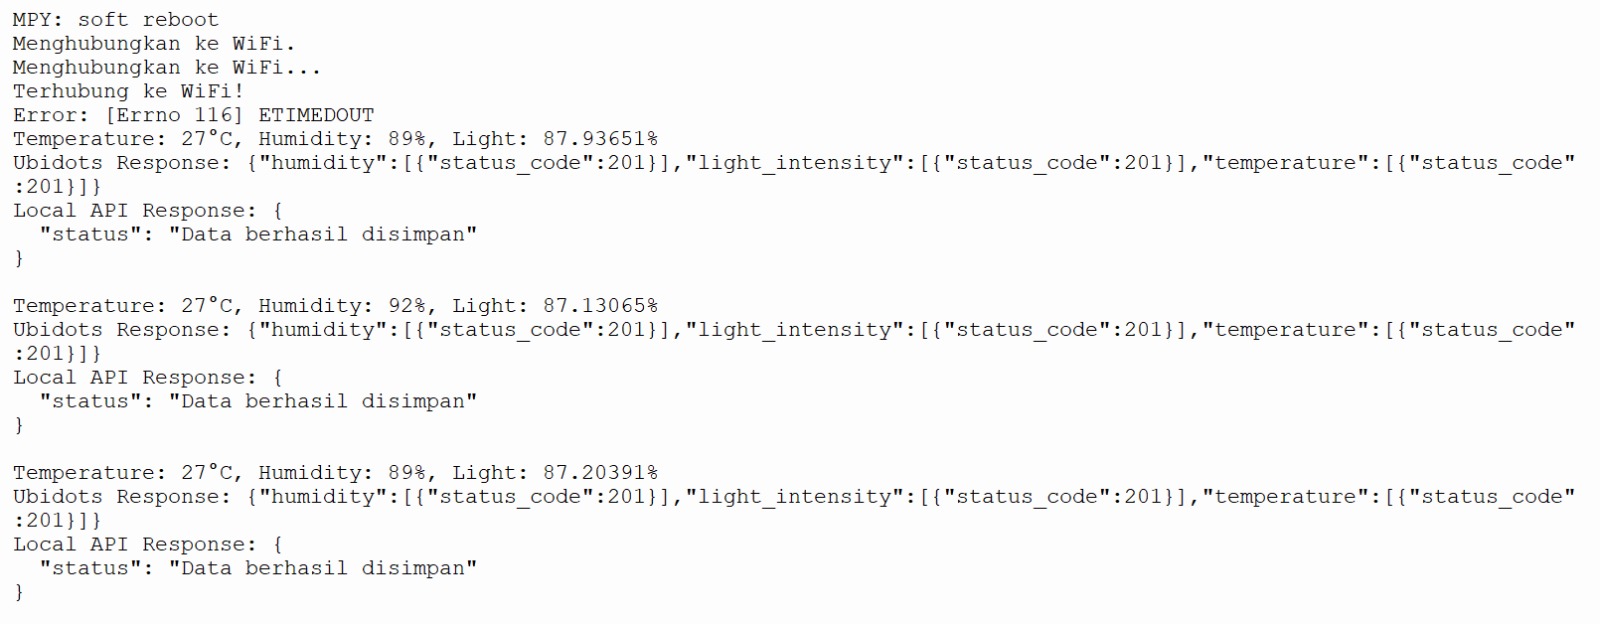 MPY: soft reboot
Menghubungkan ke WiFi.
Menghubungkan ke WiFi...
Terhubung ke WiFi!
Error: [Errno 116] ETIMEDOUT
Temperature: 27°C, Humidity: 89%, Light: 87.93651%
Ubidots Response: {"humidity":[{"status_code":201}],"light_intensity":[{"status_code":201}],"temperature":[{"status_code"
:201}]}
Local API Response: {
  "status": "Data berhasil disimpan"
}

Temperature: 27°C, Humidity: 92%, Light: 87.13065%
Ubidots Response: {"humidity":[{"status_code":201}],"light_intensity":[{"status_code":201}],"temperature":[{"status_code"
:201}]}
Local API Response: {
  "status": "Data berhasil disimpan"
}

Temperature: 27°C, Humidity: 89%, Light: 87.20391%
Ubidots Response: {"humidity":[{"status_code":201}],"light_intensity":[{"status_code":201}],"temperature":[{"status_code"
:201}]}
Local API Response: {
  "status": "Data berhasil disimpan"
}